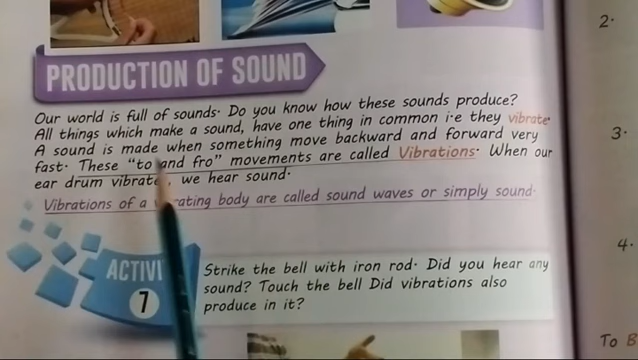 PRODUCTION OF SOUND
Our world is full of sounds. Do you know how these sounds produce?
All things which make a sound, have one thing in common i.e they vibrate.
A sound is made when something move backward and forward very
fast. These "to and fro" movements are called Vibrations. When our
ear drum vibrate, we hear sound.
Vibrations of a body are called sound waves or simply sound.
7
Strike the bell with iron rod. Did you hear any
sound? Touch the bell Did vibrations also
produce in it?
2.
3.
4.
To B